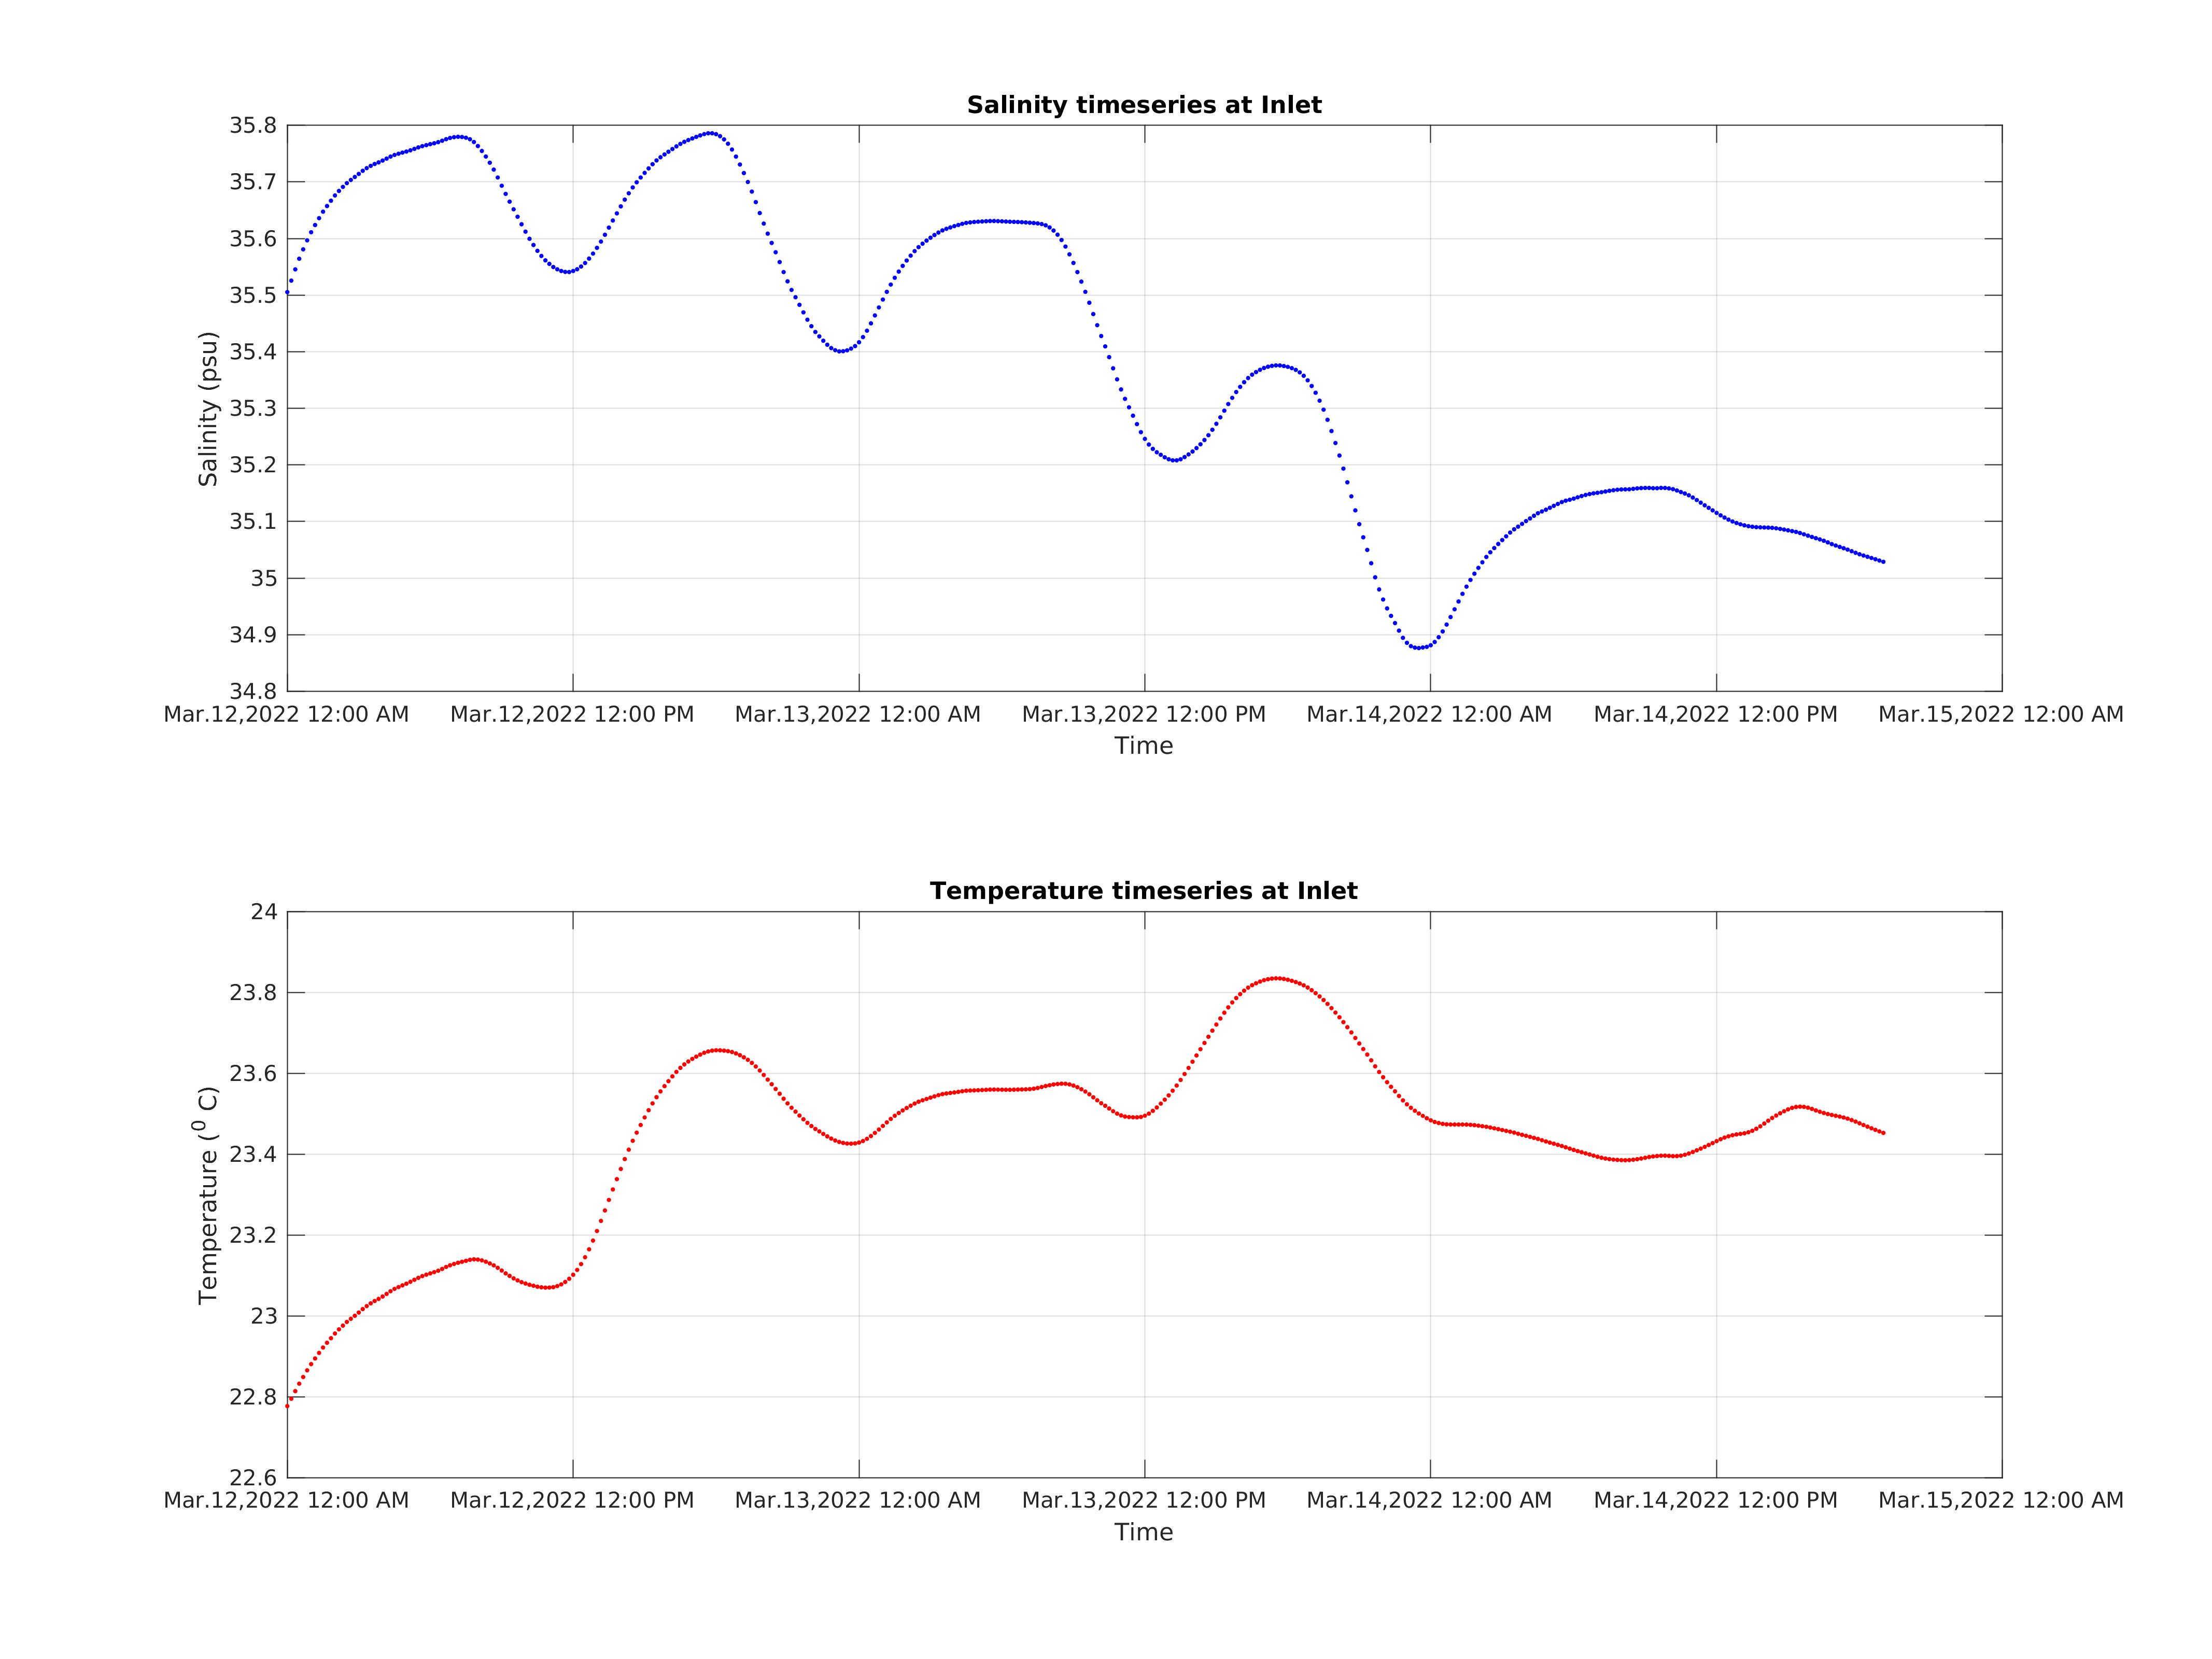 Salinity timeseries at Inlet
35.8
35.7
35.6
35.5
35.4
35.3
35.2
35.1
35
34.9
34.8
Salinity (psu)
Mar.12,2022 12:00 AM Mar.12,2022 12:00 PM Mar.13,2022 12:00 AM Mar.13,2022 12:00 PM Mar.14,2022 12:00 AM Mar.14,2022 12:00 PM Mar.15,2022 12:00 AM
Time
Temperature timeseries at Inlet
24
23.8
23.6
23.4
23.2
23
22.8
22.6
Temperature (⁰ C)
Mar.12,2022 12:00 AM Mar.12,2022 12:00 PM Mar.13,2022 12:00 AM Mar.13,2022 12:00 PM Mar.14,2022 12:00 AM Mar.14,2022 12:00 PM Mar.15,2022 12:00 AM
Time